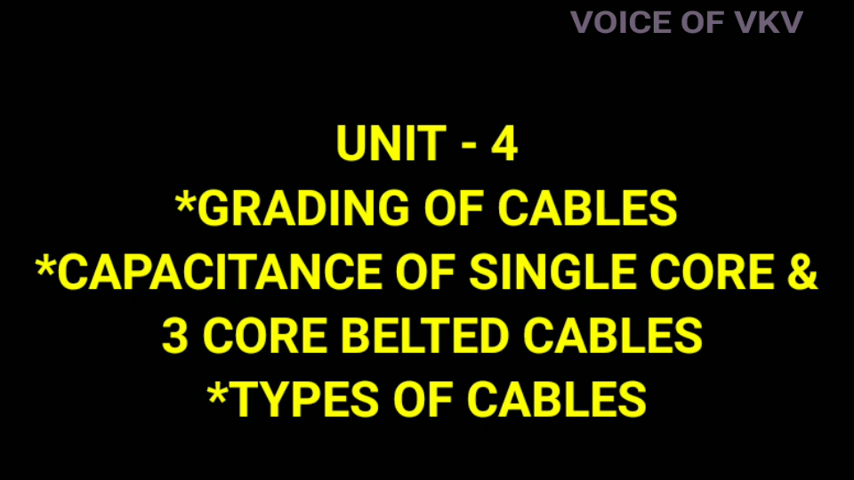 VOICE OF VKV
UNIT - 4
*GRADING OF CABLES
*CAPACITANCE OF SINGLE CORE &
3 CORE BELTED CABLES
*TYPES OF CABLES